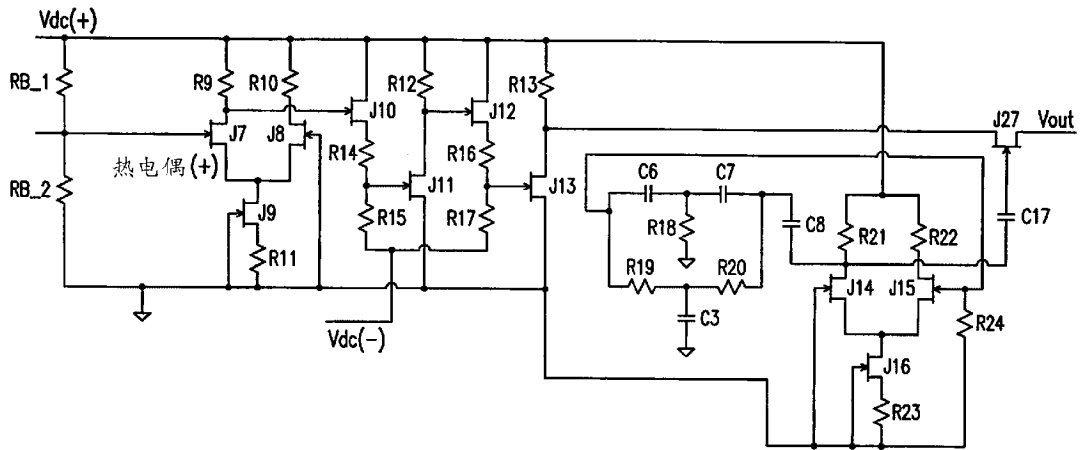 Vdc(+)
RB_1
R9
R10
R12
R13
J10
J12
J27
Vout
J7
J8
热电偶(+)
R14
R16
RB_2
J11
J13
C6
C7
J9
R15
R17
R18
C8
R21
R22
C17
R11
R19
R20
J14
J15
C3
R24
Vdc(-)
J16
R23